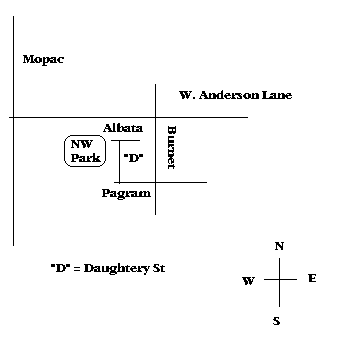 Mopac
W. Anderson Lane
Albata
Burnet
NW
Park
"D"
Pagram
"D" = Daughtery St
N
W
E
S